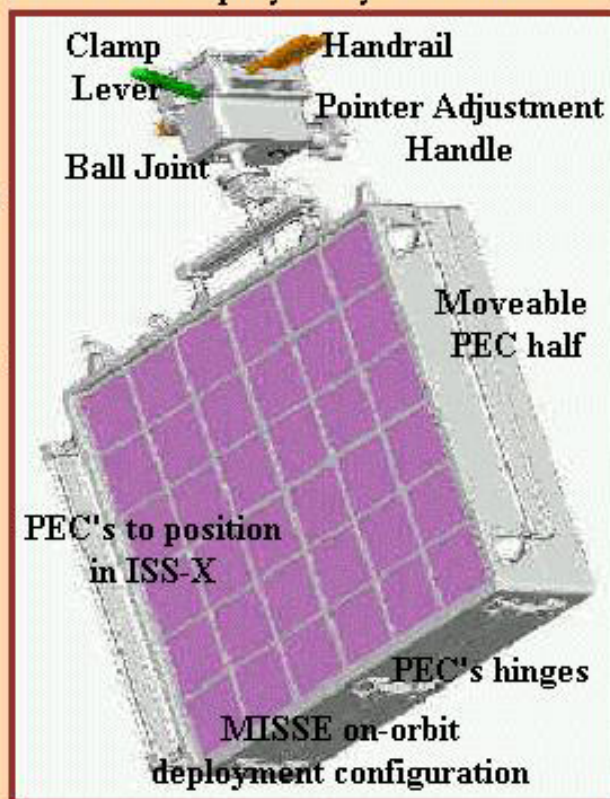 Clamp
Lever
Handrail
Pointer Adjustment
Handle
Ball Joint
Moveable
PEC half
PEC's to position
in ISS-X
PEC's hinges
MISSE on-orbit
deployment configuration